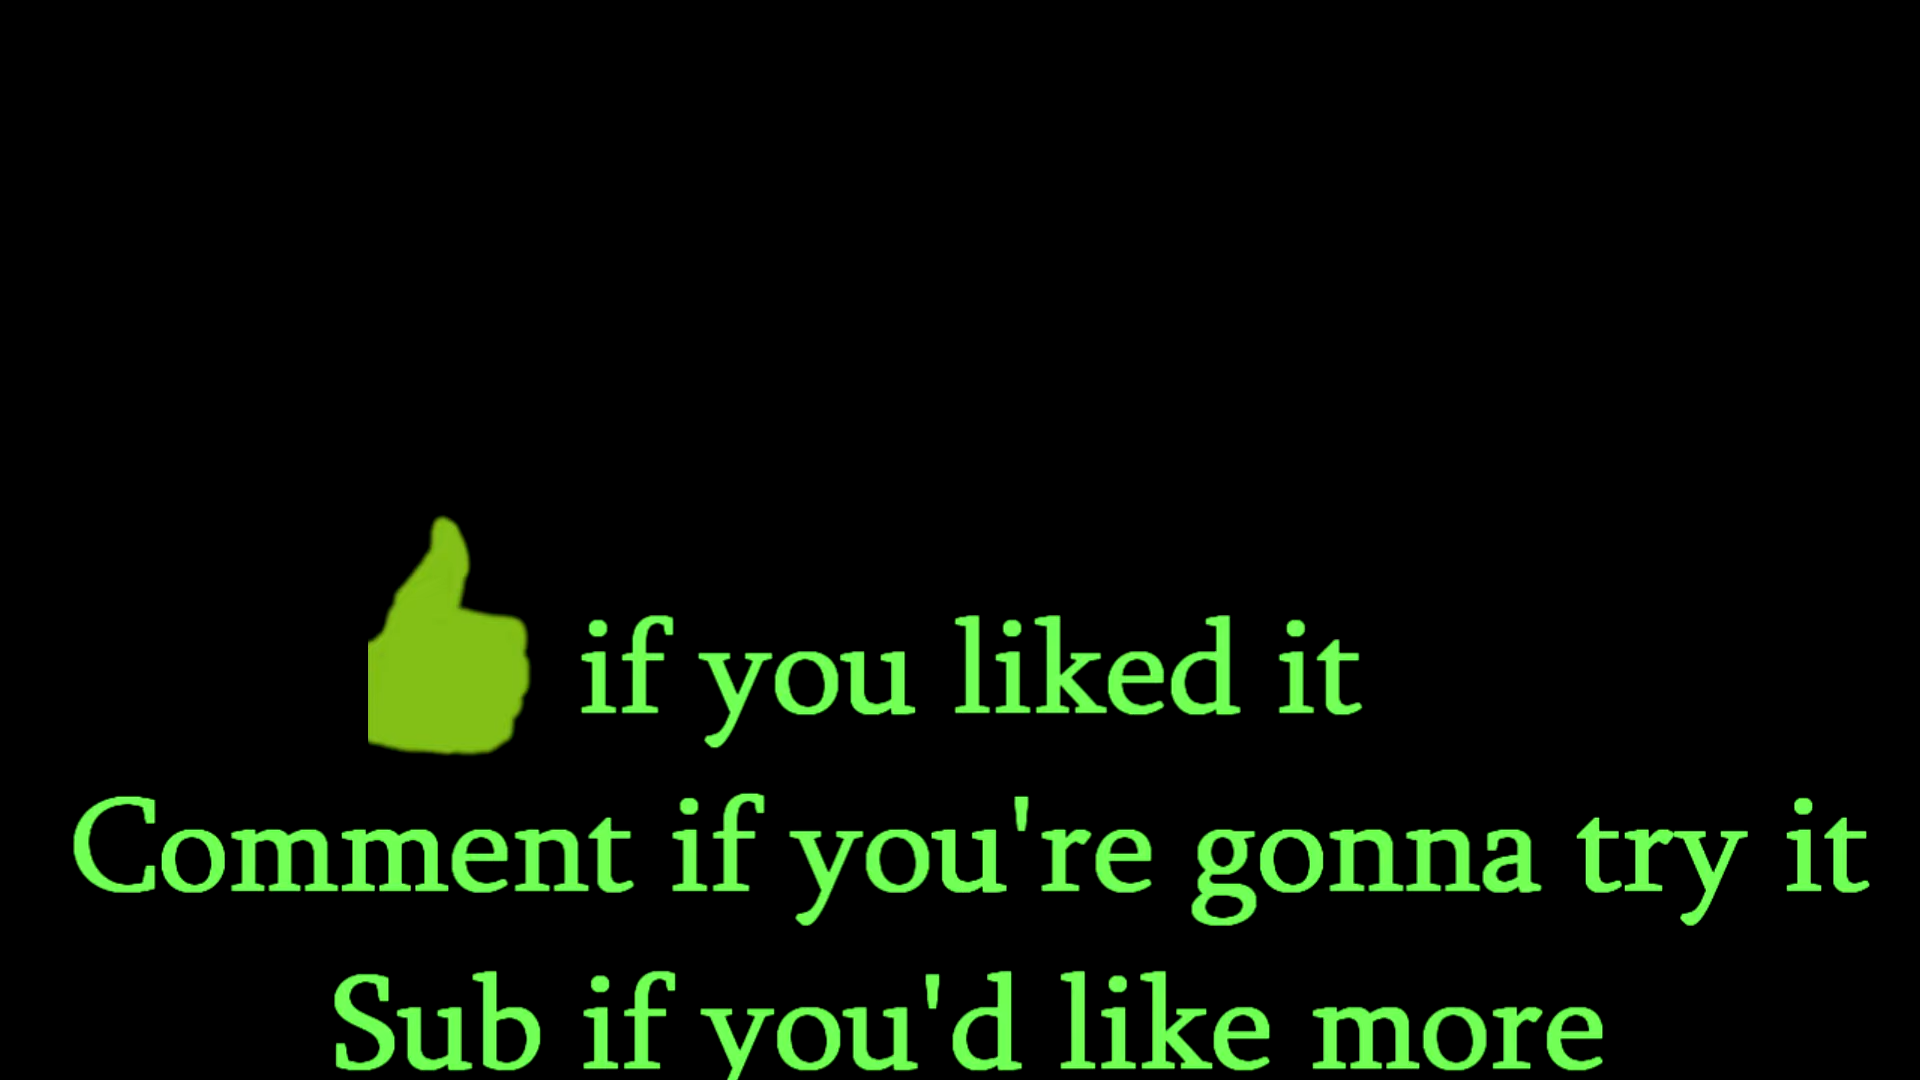 if you liked it
Comment if you're gonna try it
Sub if you'd like more